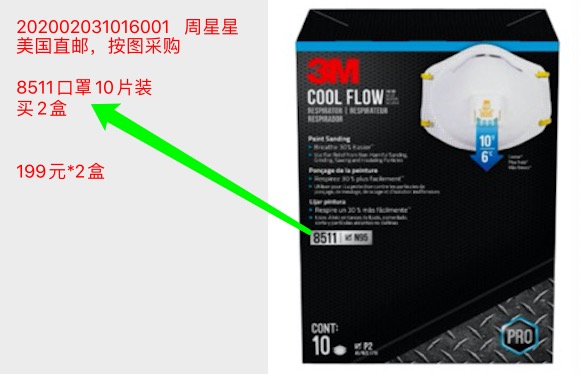 202002031016001 周星星
美国直邮，按图采购
8511口罩10片装
买2盒
199元*2盒
3M
COOL FLOW
RESPIRATOR | RESPIRATEUR
RESPIRADOR
10°
6°
Paint Sanding
Breathe 30% Easier
Ponçage de la peinture
Respirez 30 % plus facilement
Lijar pintura
Respire un 30 % más fácilmente
8511 N95
CONT:
10
P2
PRO